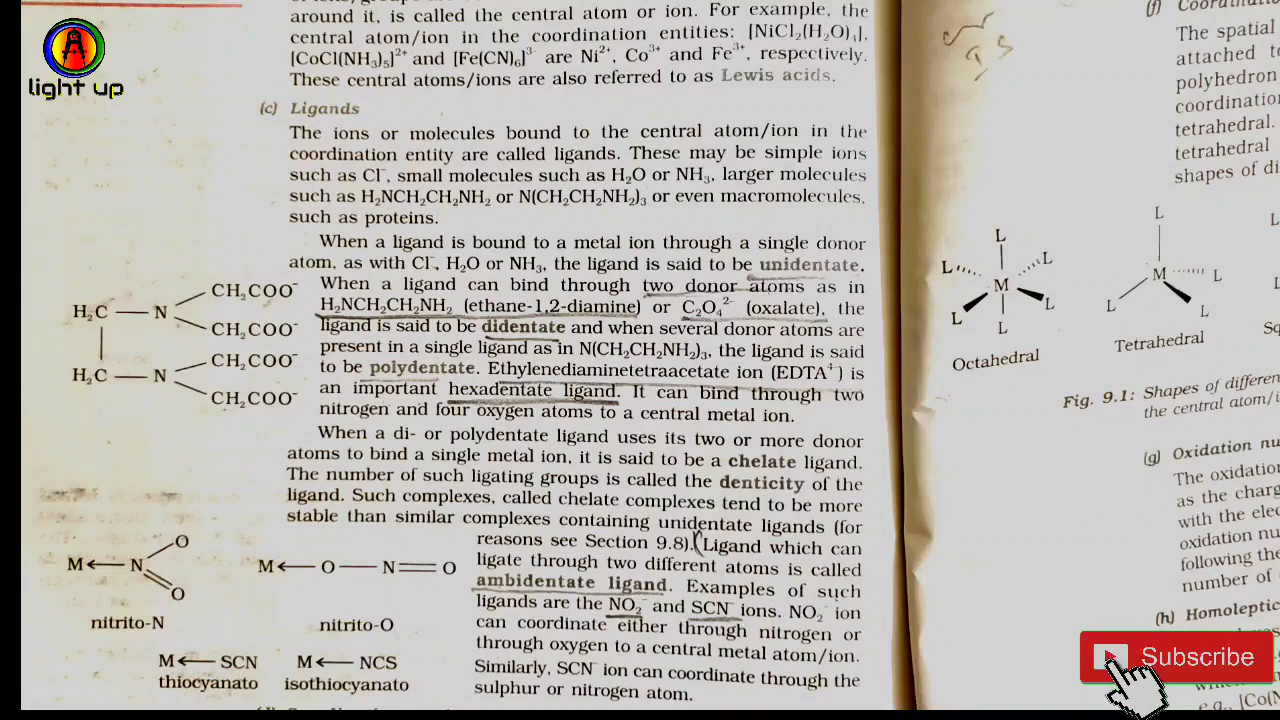 around it, is called the central atom or ion. For example, the
central atom/ion in the coordination entities: [NiCl₂(H₂O)₄],
[CoCl(NH₃)₅]²⁺ and [Fe(CN)₆]³⁻ are Ni²⁺, Co³⁺ and Fe³⁺, respectively.
These central atoms/ions are also referred to as Lewis acids.
light up
(c) Ligands
The ions or molecules bound to the central atom/ion in the
coordination entity are called ligands. These may be simple ions
such as Cl⁻, small molecules such as H₂O or NH₃, larger molecules
such as H₂NCH₂CH₂NH₂ or N(CH₂CH₂NH₂)₃ or even macromolecules,
such as proteins.
When a ligand is bound to a metal ion through a single donor
atom, as with Cl⁻, H₂O or NH₃, the ligand is said to be unidentate.
When a ligand can bind through two donor atoms as in
H₂NCH₂CH₂NH₂ (ethane-1,2-diamine) or C₂O₄²⁻ (oxalate), the
ligand is said to be didentate and when several donor atoms are
present in a single ligand as in N(CH₂CH₂NH₂)₃, the ligand is said
to be polydentate. Ethylenediaminetetraacetate ion (EDTA⁴⁻) is
an important hexadentate ligand. It can bind through two
nitrogen and four oxygen atoms to a central metal ion.
When a di- or polydentate ligand uses its two or more donor
atoms to bind a single metal ion, it is said to be a chelate ligand.
The number of such ligating groups is called the denticity of the
ligand. Such complexes, called chelate complexes tend to be more
stable than similar complexes containing unidentate ligands (for
reasons see Section 9.8). Ligand which can
ligate through two different atoms is called
ambidentate ligand. Examples of such
ligands are the NO₂⁻ and SCN⁻ ions. NO₂⁻ ion
can coordinate either through nitrogen or
through oxygen to a central metal atom/ion.
Similarly, SCN⁻ ion can coordinate through the
sulphur or nitrogen atom.
CH₂COO⁻
H₂C — N
CH₂COO⁻
CH₂COO⁻
H₂C — N
CH₂COO⁻
O
M ← N
O
nitrito-N
M ← O — N = O
nitrito-O
M ← SCN
thiocyanato
M ← NCS
isothiocyanato
The spatial
attached to
polyhedron
coordination
tetrahedral.
tetrahedral
shapes of di
L
L L
M
L L
L
Octahedral
L
M L
L L
Tetrahedral
Fig. 9.1: Shapes of differen
the central atom/i
(g) Oxidation nu
The oxidation
as the charg
with the elec
oxidation nu
following the
number of
(h) Homoleptic
e.g., [Co(N
Subscribe